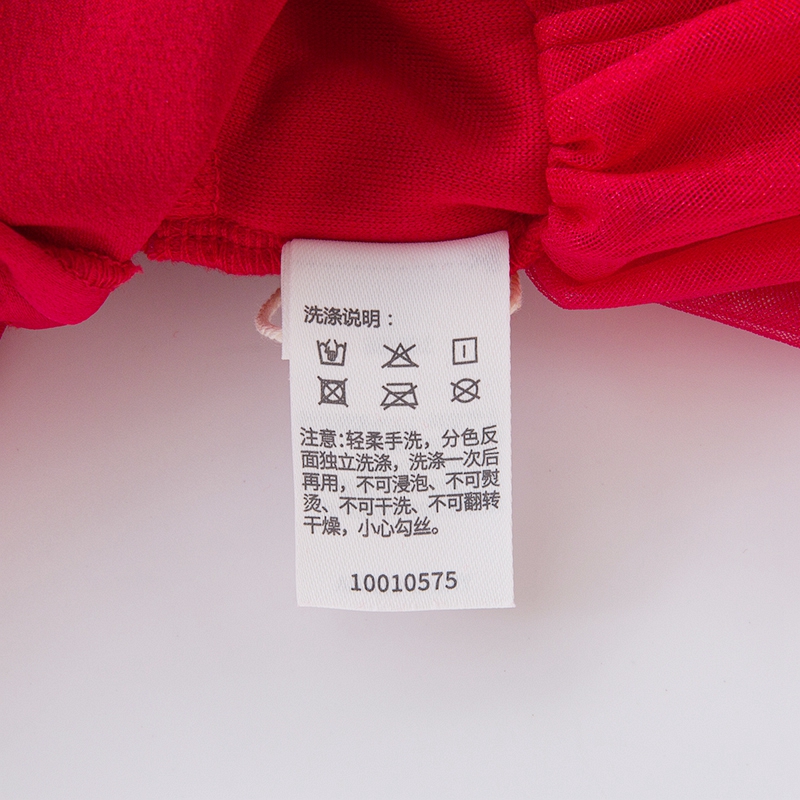 洗涤说明：
注意：轻柔手洗，分色反
面独立洗涤，洗涤一次后
再用，不可浸泡、不可熨
烫、不可干洗、不可翻转
干燥，小心勾丝。
10010575